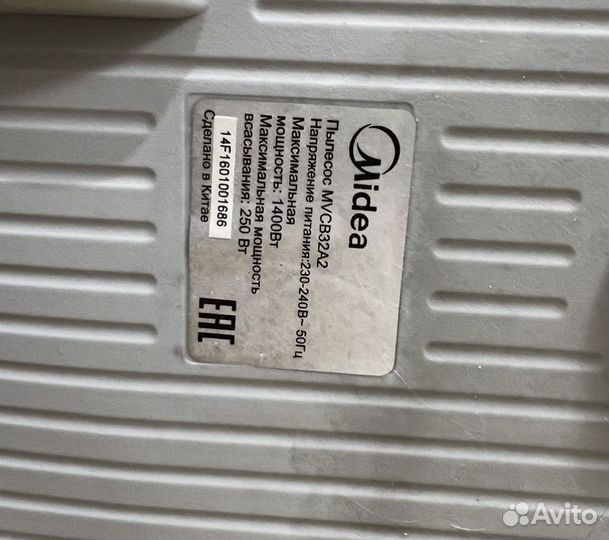 Midea
Пылесос MVCB32A2
Напряжение питания:230-240В~ 50Гц
Максимальная
мощность: 1400Вт
Максимальная мощность
всасывания: 250 Вт
14F1601001686
Сделано в Китае
EAC
Avito